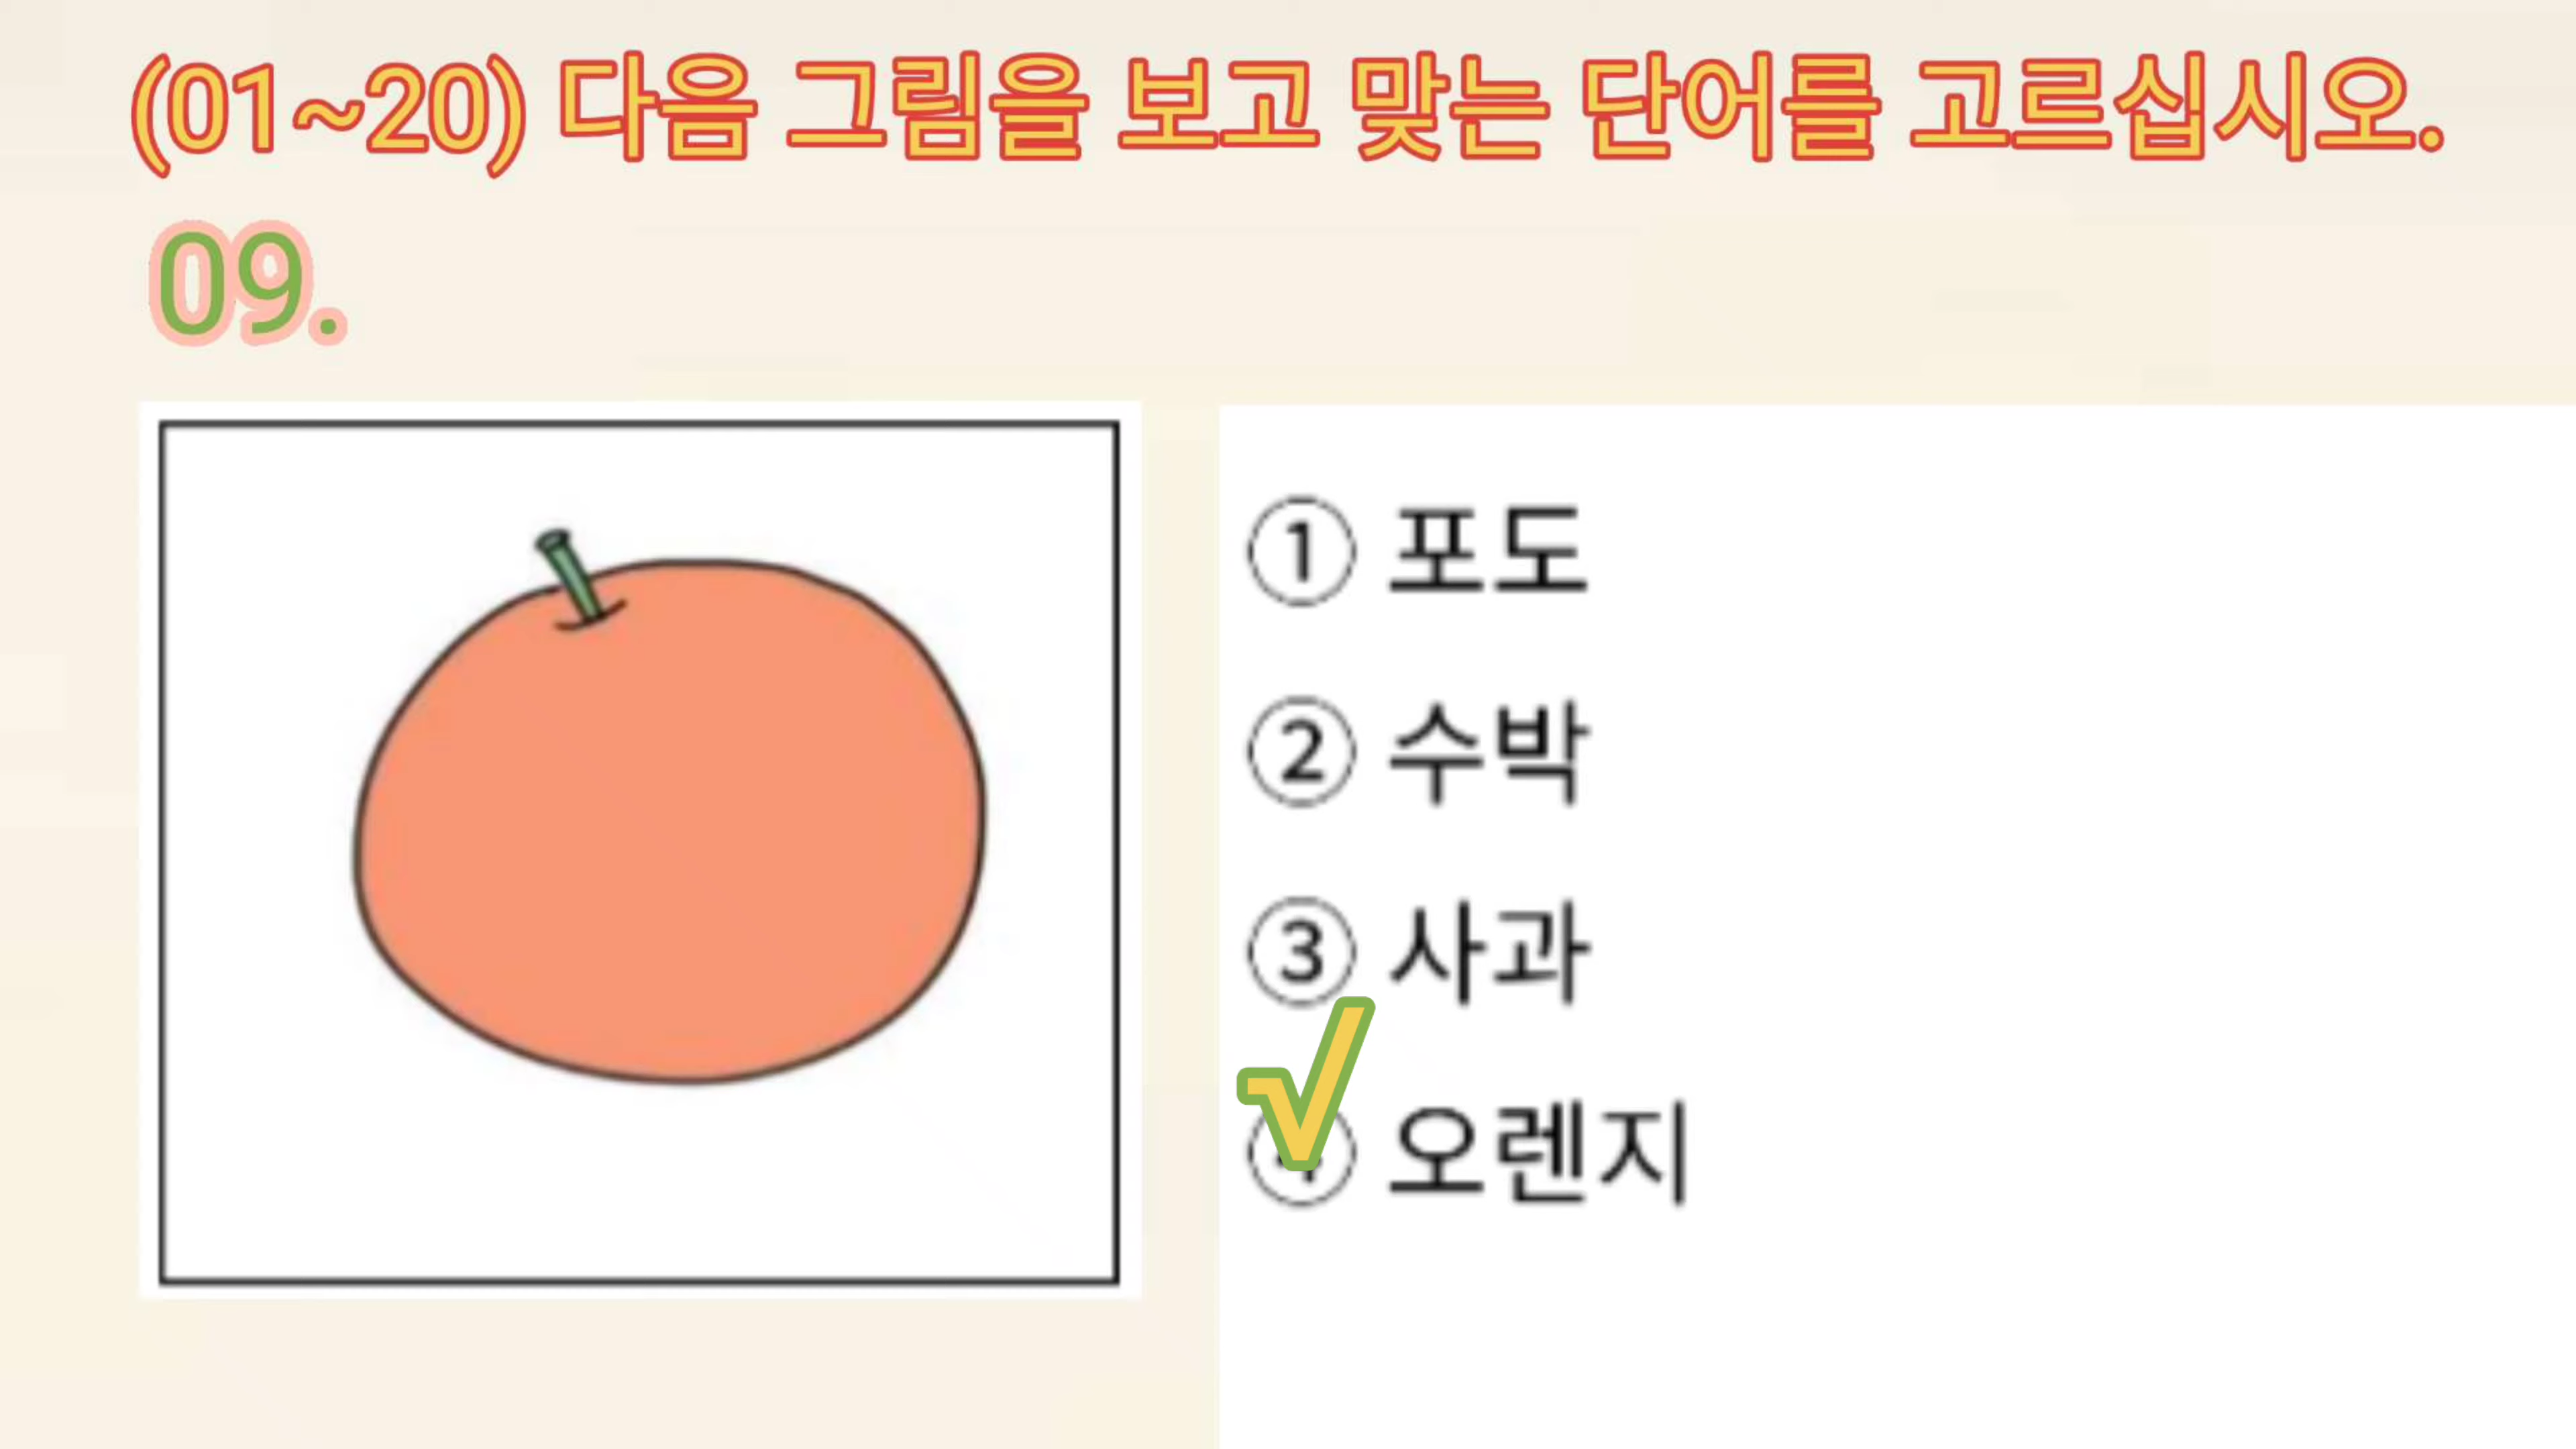 (01~20) 다음 그림을 보고 맞는 단어를 고르십시오.
09.
① 포도
② 수박
③ 사과
④ 오렌지